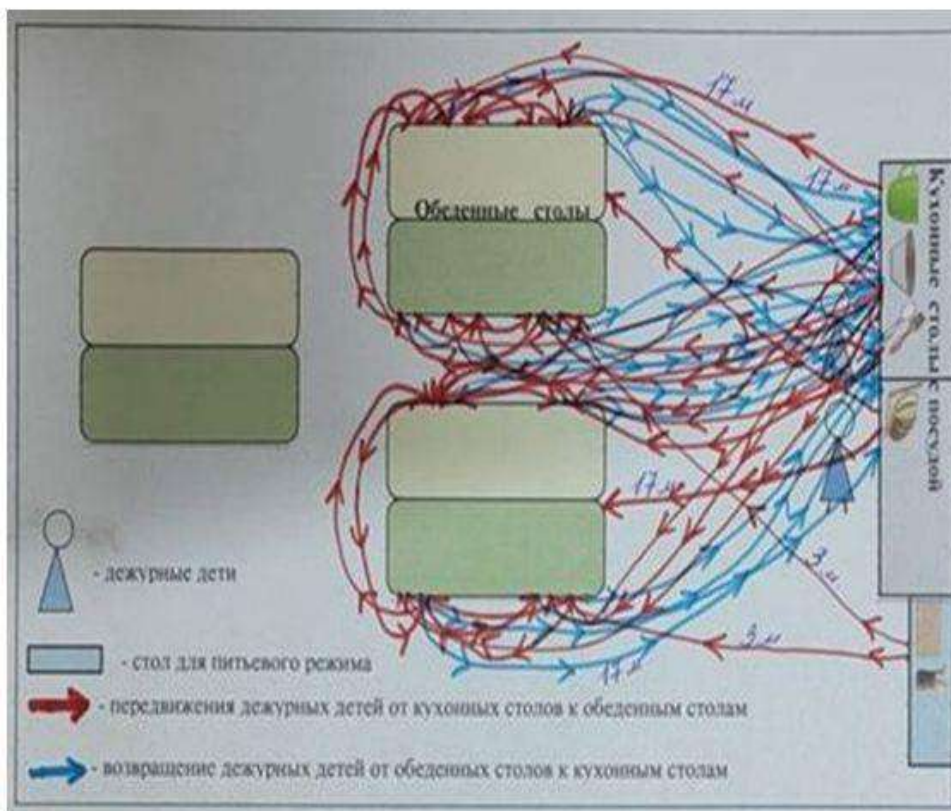 17 м
17 м
Обеденные столы
Кухонные столы с посудой
17 м
3 м
3 м
17 м
- дежурные дети
- стол для питьевого режима
- передвижения дежурных детей от кухонных столов к обеденным столам
- возвращение дежурных детей от обеденных столов к кухонным столам